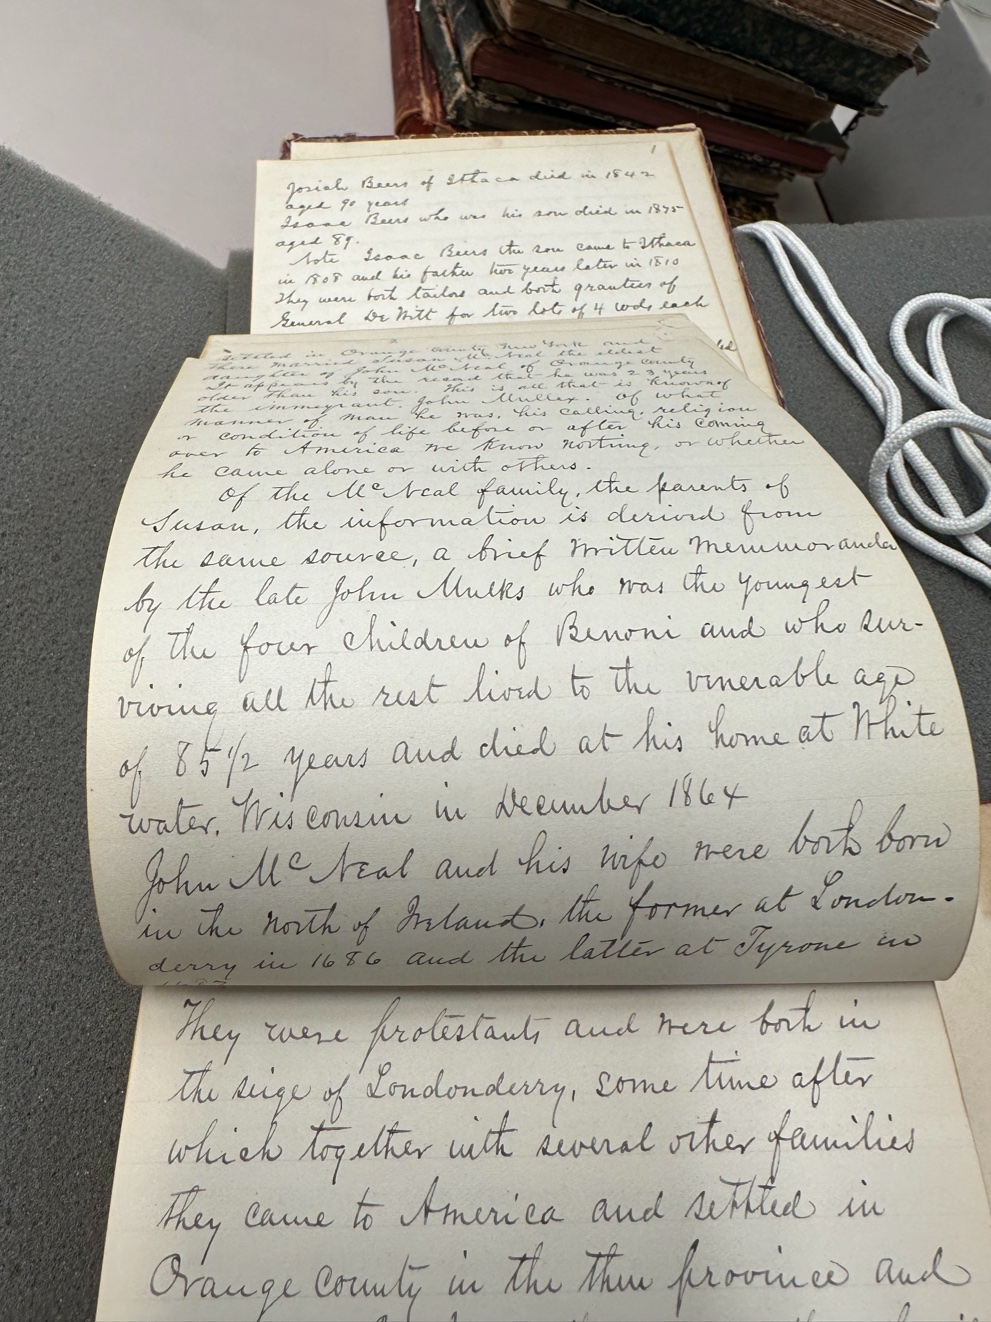 1
Josiah Beers of Ithaca died in 1842
aged 90 years
Isaac Beers who was his son died in 1875
aged 89.
Note Isaac Beers the son came to Ithaca
in 1808 and his father two years later in 1810
They were both tailors and both grantees of
General De Witt for two lots of 4 rods each
2
settled in Orange County New York and
there married Susan McNeal the eldest
daughter of John McNeal of Orange County
It appears by the record that he was 23 years
older than his son. This is all that is known of
the immigrant, John Mullex. Of what
manner of man he was, his calling, religion
or condition of life before or after his coming
over to America we know nothing, or whether
he came alone or with others.
Of the McNeal family, the parents of
Susan, the information is derived from
the same source, a brief written memmoranda
by the late John Mulks who was the youngest
of the four children of Benoni and who sur-
viving all the rest lived to the venerable age
of 85 1/2 years and died at his home at White
water, Wisconsin in December 1864
John McNeal and his wife were both born
in the north of Ireland, the former at London-
derry in 1686 and the latter at Tyrone in
They were protestants and were both in
the seige of Londonderry, some time after
which together with several other families
they came to America and settled in
Orange county in the then province and